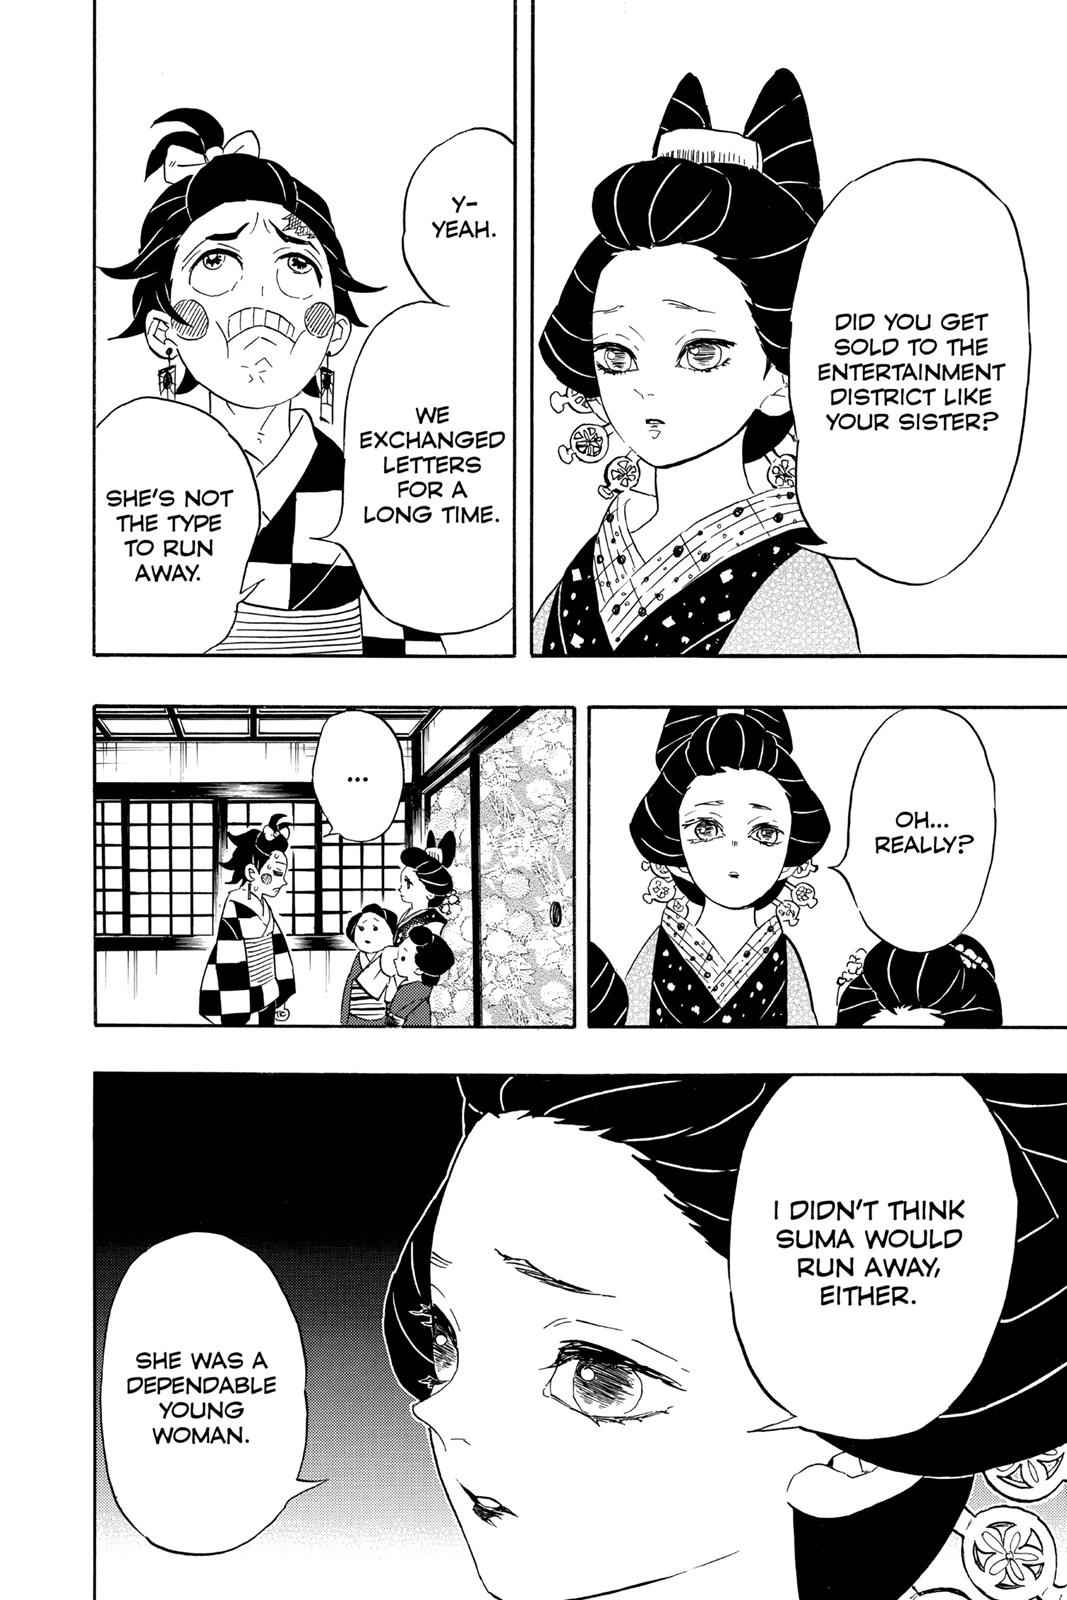 DID YOU GET
SOLD TO THE
ENTERTAINMENT
DISTRICT LIKE
YOUR SISTER?
Y-
YEAH.
WE
EXCHANGED
LETTERS
FOR A
LONG TIME.
SHE'S NOT
THE TYPE
TO RUN
AWAY.
OH...
REALLY?
...
I DIDN'T THINK
SUMA WOULD
RUN AWAY,
EITHER.
SHE WAS A
DEPENDABLE
YOUNG
WOMAN.